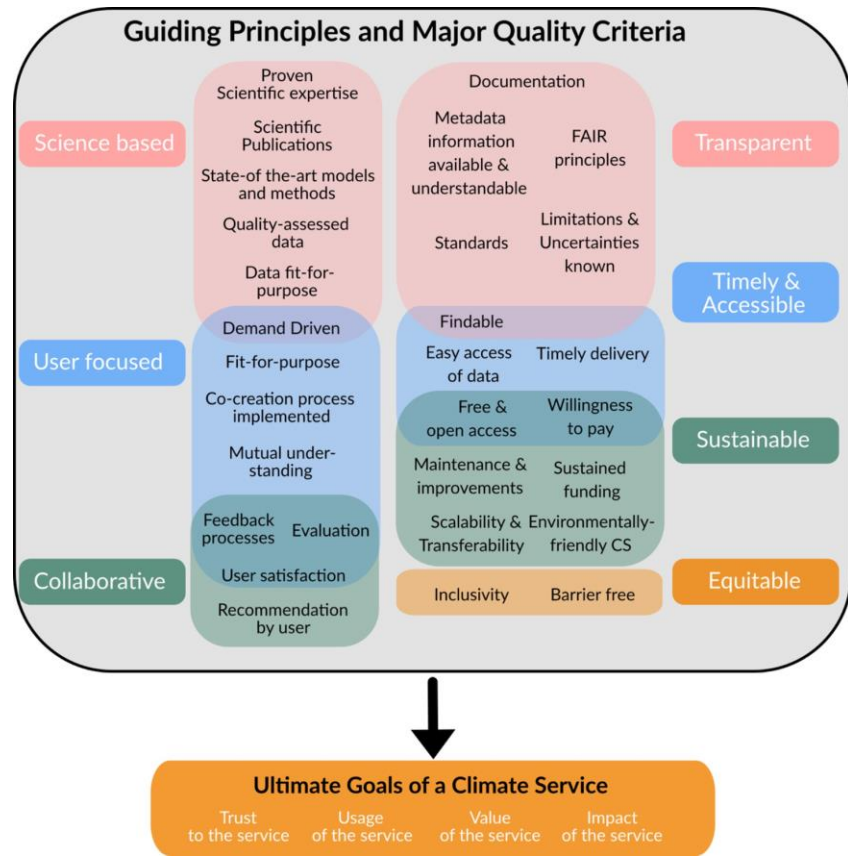 Guiding Principles and Major Quality Criteria
Science based
User focused
Collaborative
Proven
Scientific expertise
Scientific
Publications
State-of the-art models
and methods
Quality-assessed
data
Data fit-for-
purpose
Demand Driven
Fit-for-purpose
Co-creation process
implemented
Mutual under-
standing
Feedback
processes
Evaluation
User satisfaction
Recommendation
by user
Documentation
Metadata
information
available &
understandable
FAIR
principles
Standards
Limitations &
Uncertainties
known
Findable
Easy access
of data
Timely delivery
Free &
open access
Willingness
to pay
Maintenance &
improvements
Sustained
funding
Scalability &
Transferability
Environmentally-
friendly CS
Inclusivity
Barrier free
Transparent
Timely &
Accessible
Sustainable
Equitable
Ultimate Goals of a Climate Service
Trust
to the service
Usage
of the service
Value
of the service
Impact
of the service